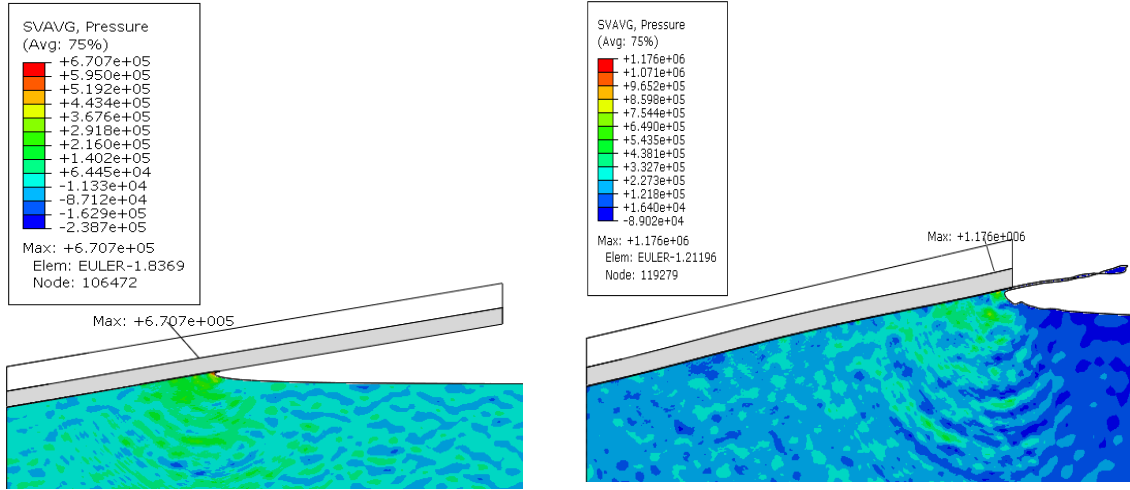 SVAVG, Pressure
(Avg: 75%)
+6.707e+05
+5.950e+05
+5.192e+05
+4.434e+05
+3.676e+05
+2.918e+05
+2.160e+05
+1.402e+05
+6.445e+04
-1.133e+04
-8.712e+04
-1.629e+05
-2.387e+05
Max: +6.707e+05
Elem: EULER-1.8369
Node: 106472
Max: +6.707e+005
SVAVG, Pressure
(Avg: 75%)
+1.176e+06
+1.071e+06
+9.652e+05
+8.598e+05
+7.544e+05
+6.490e+05
+5.435e+05
+4.381e+05
+3.327e+05
+2.273e+05
+1.218e+05
+1.640e+04
-8.902e+04
Max: +1.176e+06
Elem: EULER-1.21196
Node: 119279
Max: +1.176e+006